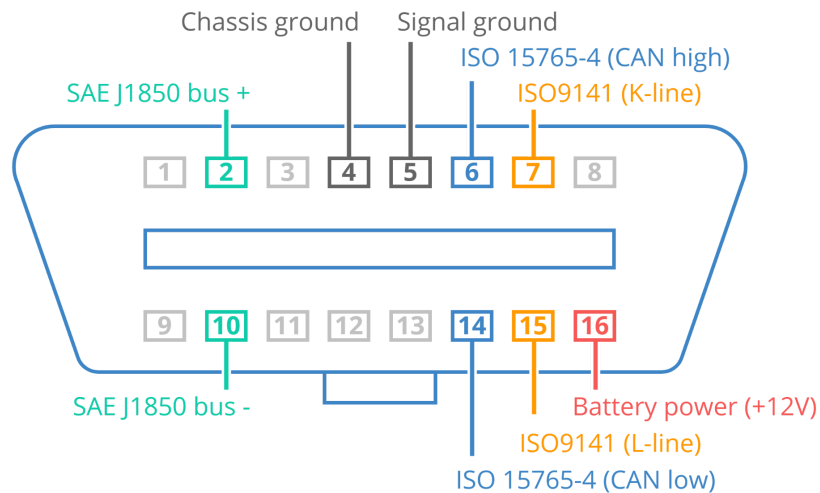 Chassis ground
Signal ground
ISO 15765-4 (CAN high)
SAE J1850 bus +
ISO9141 (K-line)
1 2 3 4 5 6 7 8
9 10 11 12 13 14 15 16
SAE J1850 bus -
Battery power (+12V)
ISO9141 (L-line)
ISO 15765-4 (CAN low)